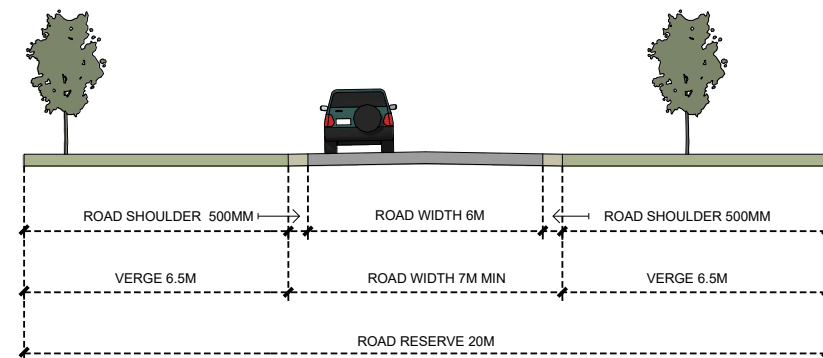 ROAD SHOULDER 500MM
ROAD WIDTH 6M
ROAD SHOULDER 500MM
VERGE 6.5M
ROAD WIDTH 7M MIN
VERGE 6.5M
ROAD RESERVE 20M